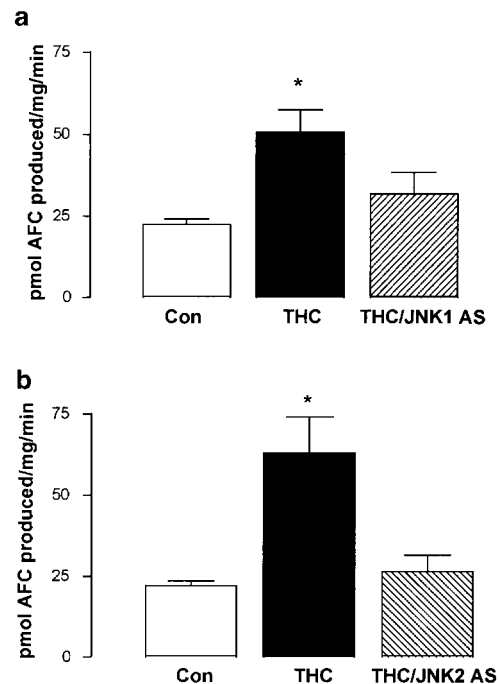 a
pmol AFC produced/mg/min
75
50
25
0
*
Con THC THC/JNK1 AS
b
pmol AFC produced/mg/min
75
50
25
0
*
Con THC THC/JNK2 AS